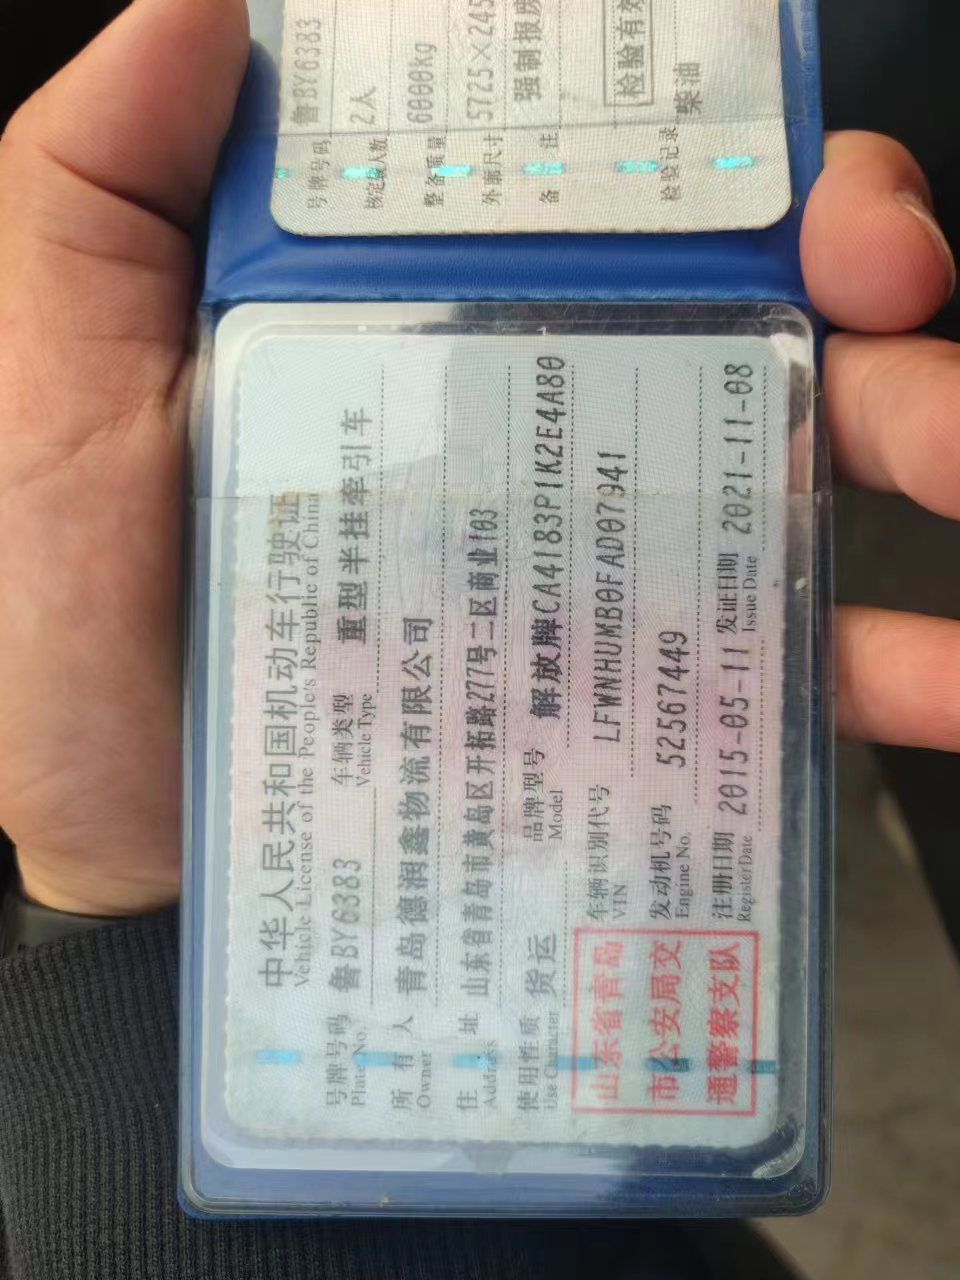 中华人民共和国机动车行驶证
Vehicle License of the People's Republic of China
号牌号码 鲁BY6383 车辆类型 重型半挂牵引车
Plate No. Vehicle Type
所有人 青岛德润鑫物流有限公司
Owner
住址 山东省青岛市黄岛区开拓路277号二区商业103
Address
使用性质 货运 品牌型号 解放牌CA4183P1K2E4A80
Use Character Model
山东省青岛
市公安局交
通警察支队
车辆识别代号 LFWNHUMB0FAD07941
VIN
发动机号码 52567449
Engine No.
注册日期 2015-05-11 发证日期 2021-11-08
Register Date Issue Date
号牌号码 鲁BY6383
核定载人数 2人
整备质量 6000kg
外廓尺寸 5725×245
备注 强制报废
检验有效
检验记录 柴油